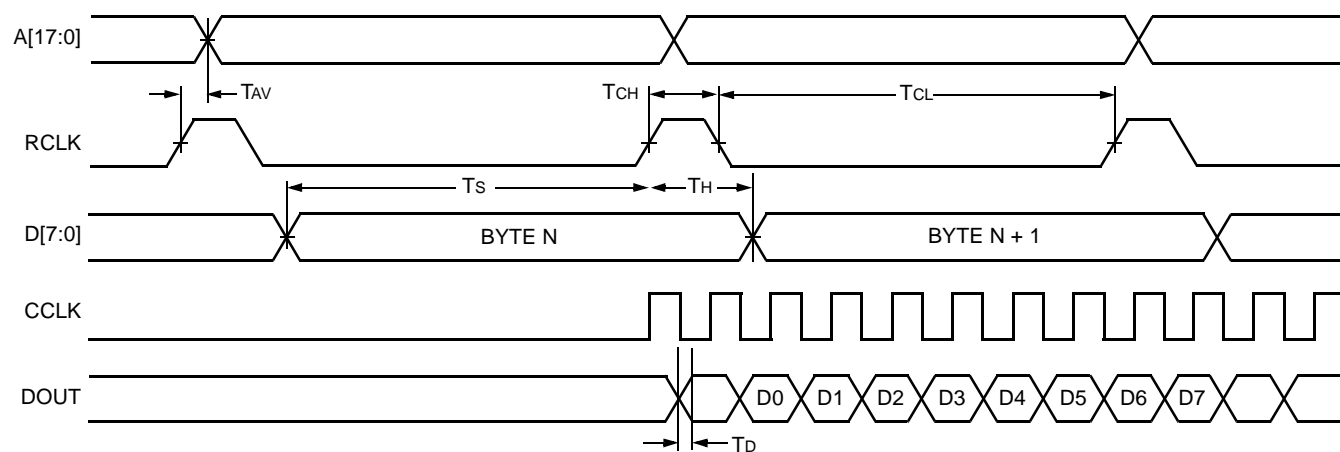 A[17:0]
TAV
TCH
TCL
RCLK
TS
TH
D[7:0]
BYTE N
BYTE N + 1
CCLK
DOUT
D0 D1 D2 D3 D4 D5 D6 D7
TD